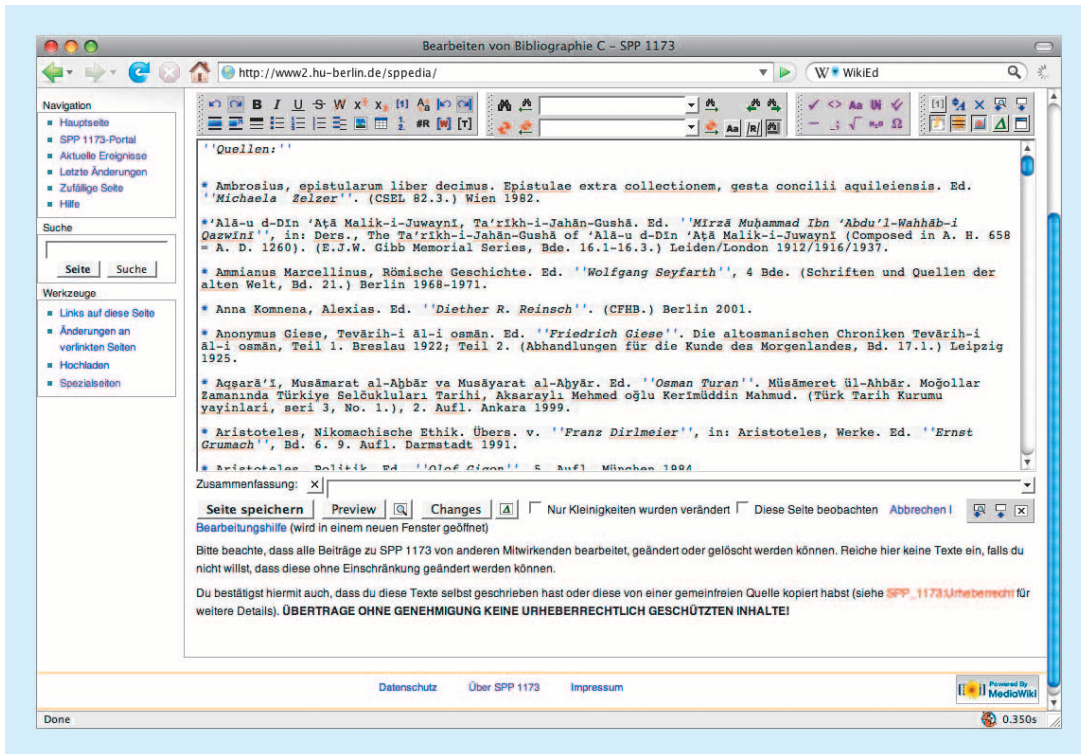 Bearbeiten von Bibliographie C – SPP 1173
http://www2.hu-berlin.de/sppedia/
WikiEd
Navigation
Hauptseite
SPP 1173-Portal
Aktuelle Ereignisse
Letzte Änderungen
Zufällige Seite
Hilfe
Suche
Seite Suche
Werkzeuge
Links auf diese Seite
Änderungen an
verlinkten Seiten
Hochladen
Spezialseiten
''Quellen:''
* Ambrosius, epistularum liber decimus. Epistulae extra collectionem, gesta concilii aquileiensis. Ed.
''Michaela Zelzer''. (CSEL 82.3.) Wien 1982.
*‘Alā-u d-Dīn ‘Aṭā Malik-i-Juwaynī, Ta’rīkh-i-Jahān-Gushā. Ed. ''Mīrzā Muḥammad Ibn ‘Abdu’l-Wahhāb-i
Qazwīnī'', in: Ders., The Ta’rīkh-i-Jahān-Gushā of ‘Alā-u d-Dīn ‘Aṭā Malik-i-Juwaynī (Composed in A. H. 658
= A. D. 1260). (E.J.W. Gibb Memorial Series, Bde. 16.1-16.3.) Leiden/London 1912/1916/1937.
* Ammianus Marcellinus, Römische Geschichte. Ed. ''Wolfgang Seyfarth'', 4 Bde. (Schriften und Quellen der
alten Welt, Bd. 21.) Berlin 1968-1971.
* Anna Komnena, Alexias. Ed. ''Diether R. Reinsch''. (CFHB.) Berlin 2001.
* Anonymus Giese, Tevārih-i āl-i osmān. Ed. ''Friedrich Giese''. Die altosmanischen Chroniken Tevārih-i
āl-i osmān, Teil 1. Breslau 1922; Teil 2. (Abhandlungen für die Kunde des Morgenlandes, Bd. 17.1.) Leipzig
1925.
* Aqsarā’ī, Musāmarat al-Aḫbār va Musāyarat al-Aḫyār. Ed. ''Osman Turan''. Müsâmeret ül-Ahbâr. Moğollar
Zamanında Türkiye Selçukluları Tarihi, Aksaraylı Mehmed oğlu Kerîmüddin Mahmud. (Türk Tarih Kurumu
yayinlari, seri 3, No. 1.), 2. Aufl. Ankara 1999.
* Aristoteles, Nikomachische Ethik. Übers. v. ''Franz Dirlmeier'', in: Aristoteles, Werke. Ed. ''Ernst
Grumach'', Bd. 6. 9. Aufl. Darmstadt 1991.
* Aristoteles, Politik. Ed. ''Olof Gigon''. 5. Aufl. München 1984
Zusammenfassung:
Seite speichern Preview Changes Nur Kleinigkeiten wurden verändert Diese Seite beobachten Abbrechen I
Bearbeitungshilfe (wird in einem neuen Fenster geöffnet)
Bitte beachte, dass alle Beiträge zu SPP 1173 von anderen Mitwirkenden bearbeitet, geändert oder gelöscht werden können. Reiche hier keine Texte ein, falls du
nicht willst, dass diese ohne Einschränkung geändert werden können.
Du bestätigst hiermit auch, dass du diese Texte selbst geschrieben hast oder diese von einer gemeinfreien Quelle kopiert habst (siehe SPP_1173:Urheberrecht für
weitere Details). ÜBERTRAGE OHNE GENEHMIGUNG KEINE URHEBERRECHTLICH GESCHÜTZTEN INHALTE!
Datenschutz Über SPP 1173 Impressum
Powered By
MediaWiki
Done
0.350s